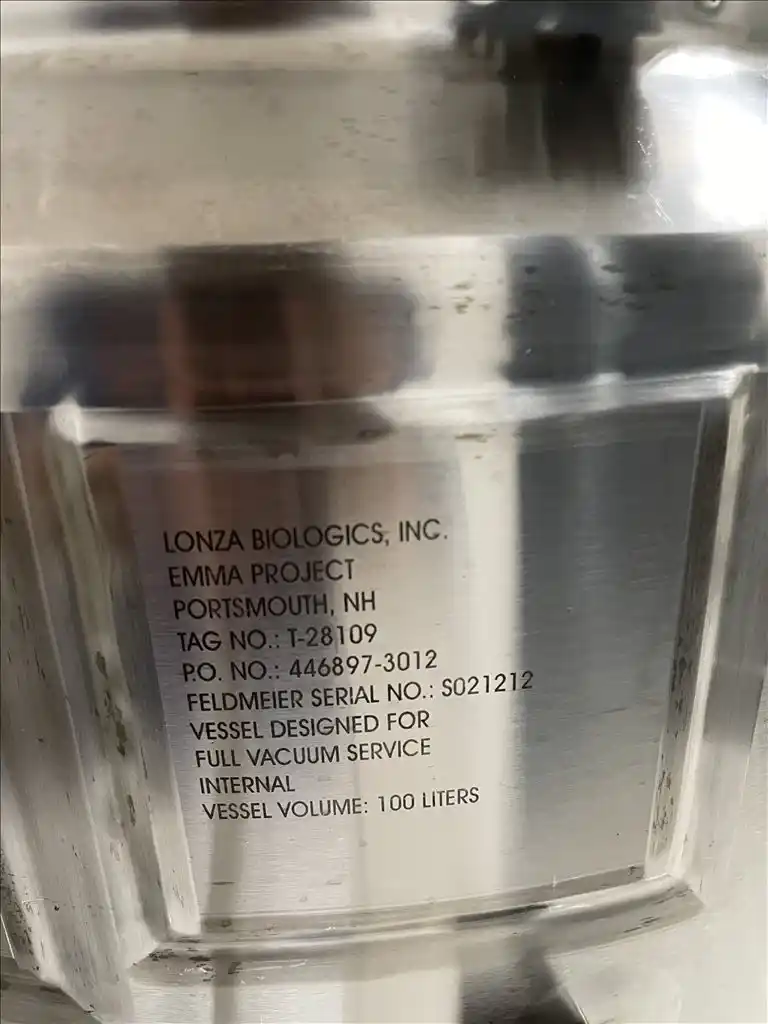 LONZA BIOLOGICS, INC.
EMMA PROJECT
PORTSMOUTH, NH
TAG NO.: T-28109
P.O. NO.: 446897-3012
FELDMEIER SERIAL NO.: S021212
VESSEL DESIGNED FOR
FULL VACUUM SERVICE
INTERNAL
VESSEL VOLUME: 100 LITERS